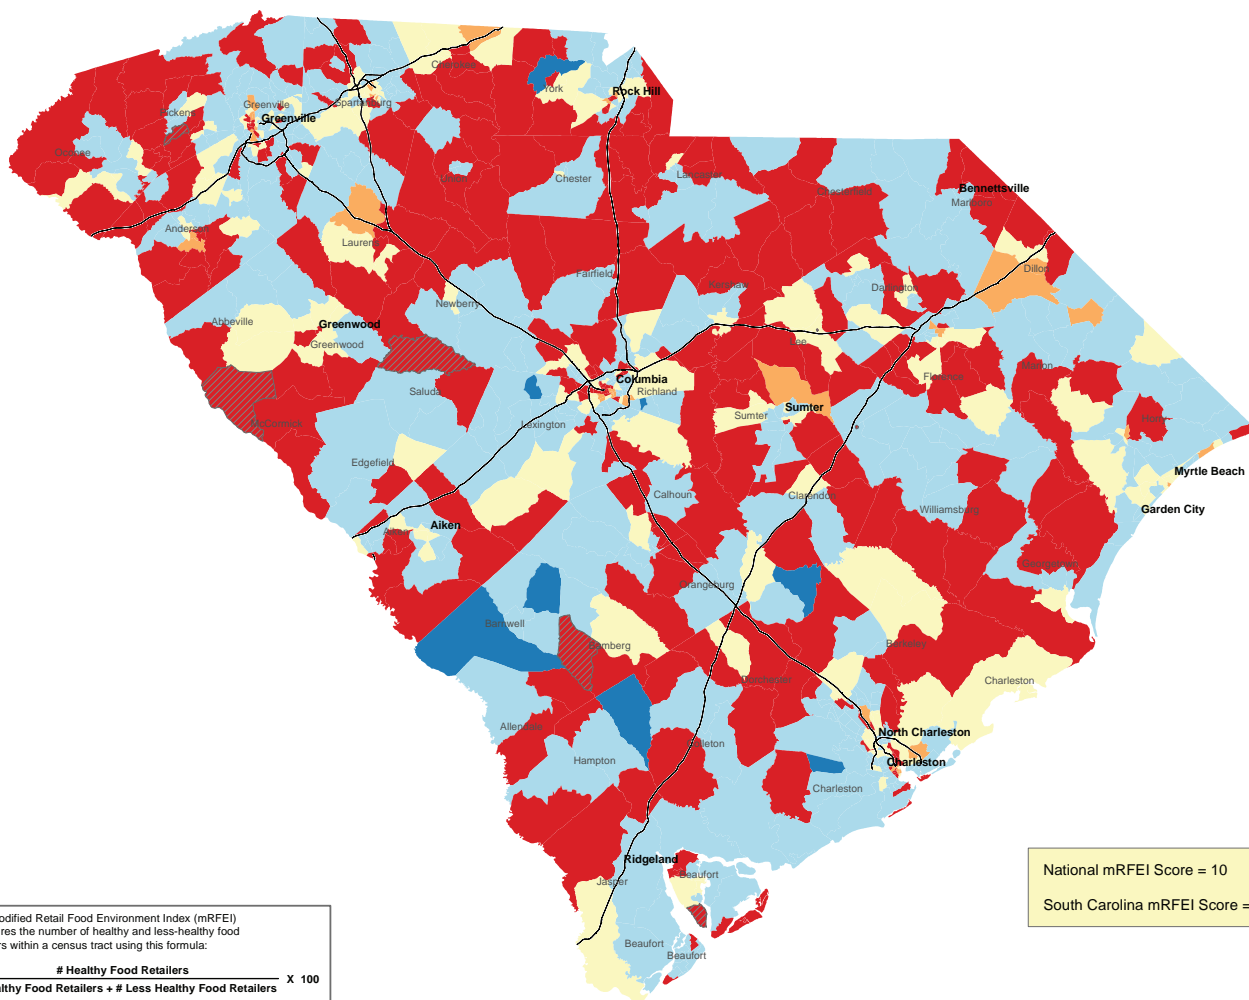 Cherokee
York
Rock Hill
Pickens
Greenville
Greenville
Spartanburg
Oconee
Union
Chester
Lancaster
Chesterfield
Bennettsville
Marlboro
Anderson
Laurens
Fairfield
Kershaw
Darlington
Dillon
Newberry
Abbeville
Greenwood
Greenwood
Lee
Columbia
Richland
Florence
Marion
Saluda
Sumter
Sumter
McCormick
Lexington
Horry
Edgefield
Myrtle Beach
Calhoun
Clarendon
Williamsburg
Garden City
Aiken
Aiken
Georgetown
Orangeburg
Barnwell
Bamberg
Berkeley
Dorchester
Charleston
Allendale
North Charleston
Colleton
Hampton
Charleston
Charleston
Ridgeland
Beaufort
Jasper
Beaufort
Beaufort
National mRFEI Score = 10
South Carolina mRFEI Score =
odified Retail Food Environment Index (mRFEI)
res the number of healthy and less-healthy food
rs within a census tract using this formula:
# Healthy Food Retailers
X 100
althy Food Retailers + # Less Healthy Food Retailers